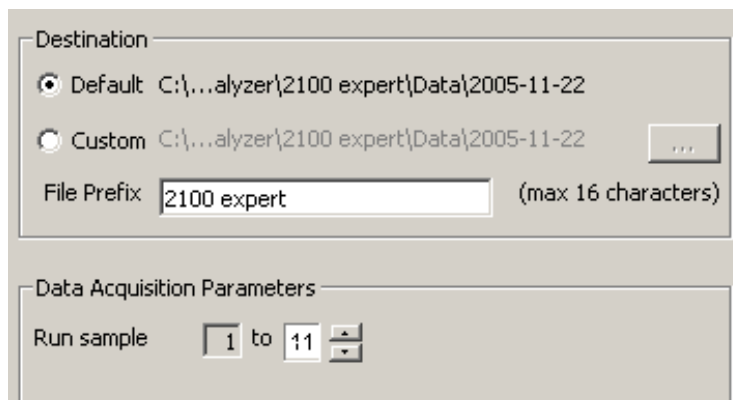 Destination
Default C:\...alyzer\2100 expert\Data\2005-11-22
Custom C:\...alyzer\2100 expert\Data\2005-11-22 ...
File Prefix 2100 expert (max 16 characters)
Data Acquisition Parameters
Run sample 1 to 11